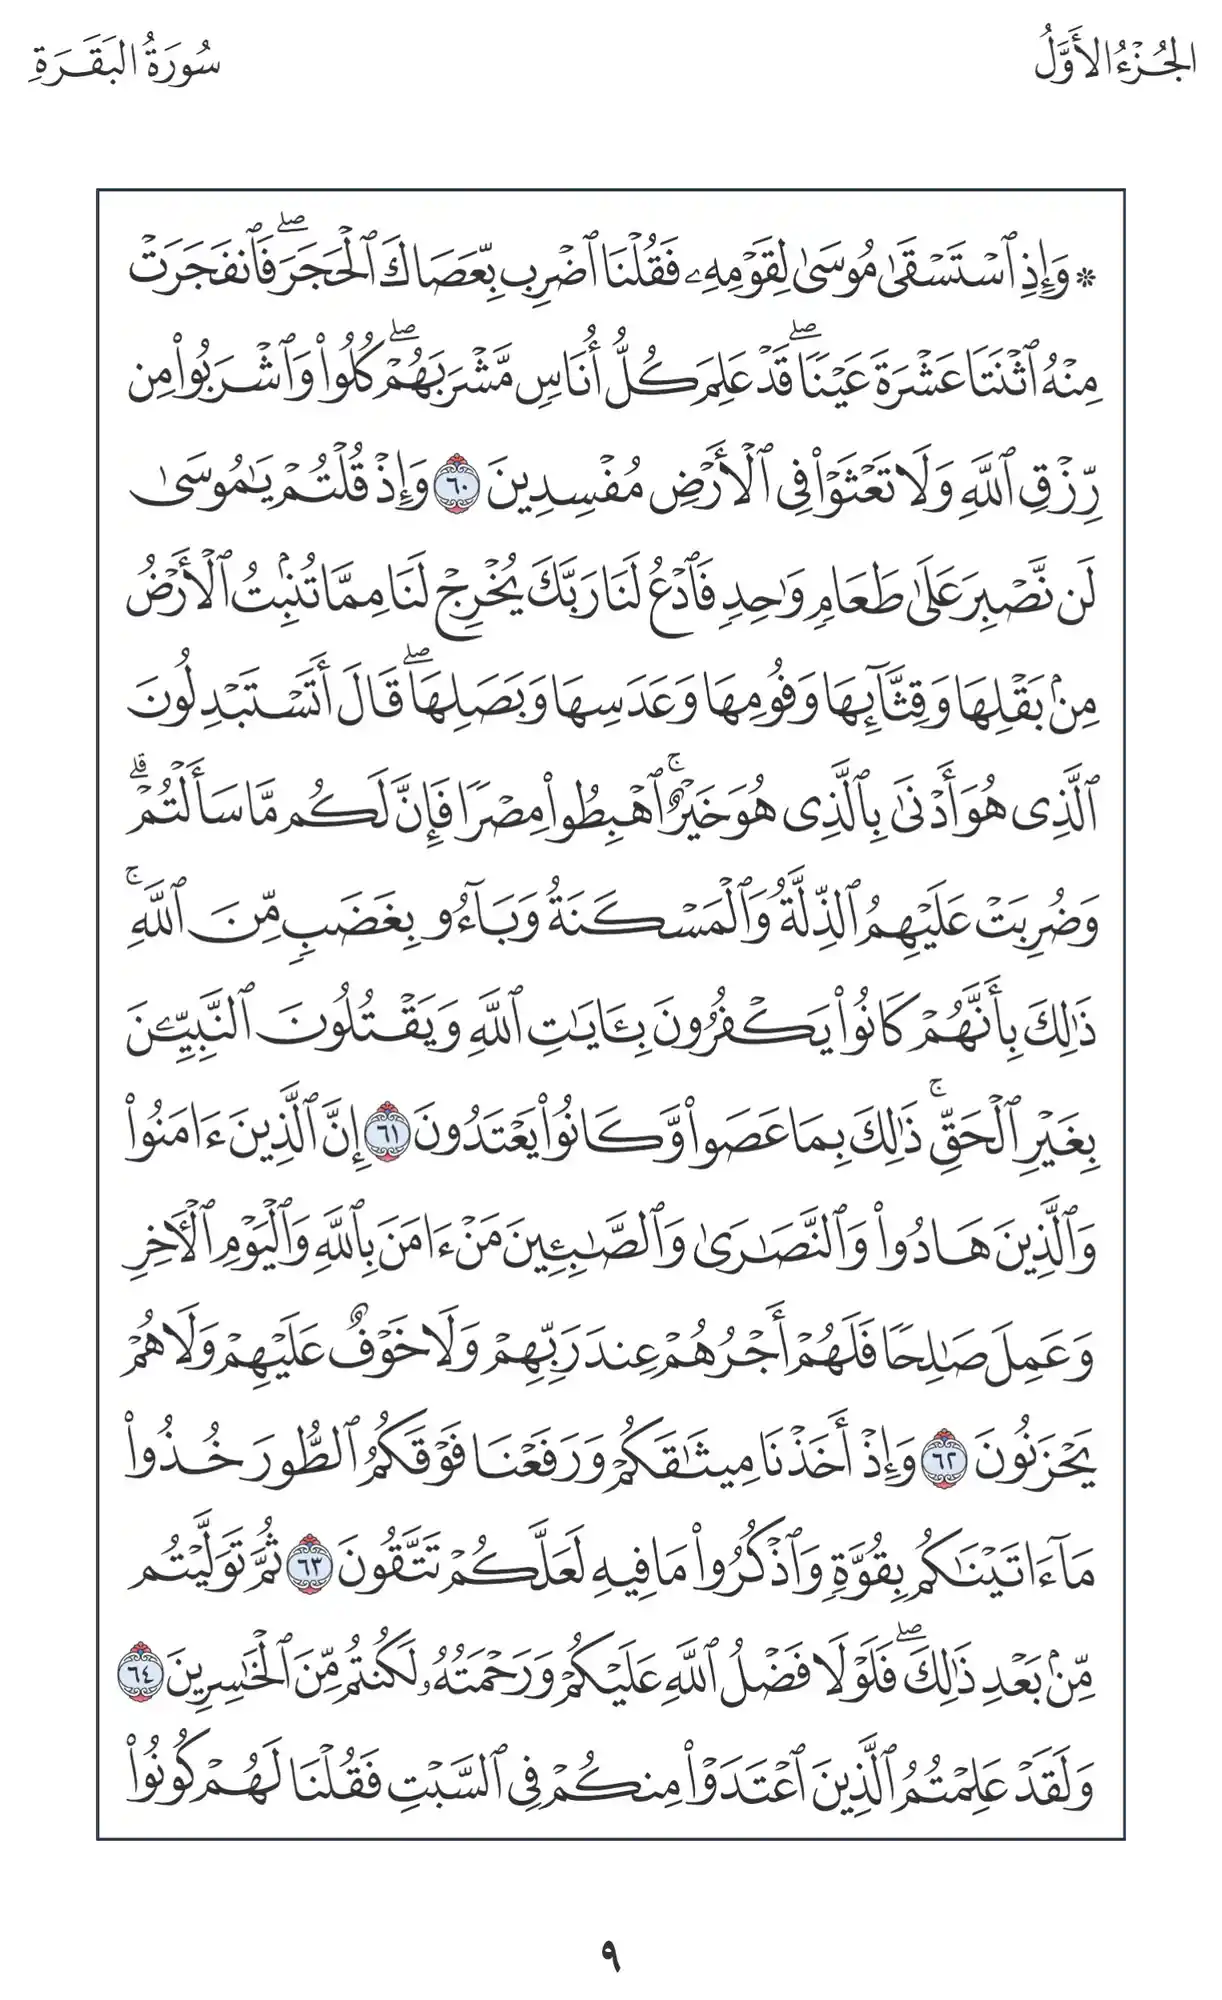 الجُزْءُ الأَوَّلُ
سُورَةُ البَقَرَةِ
* وَإِذِ ٱسْتَسْقَىٰ مُوسَىٰ لِقَوْمِهِۦ فَقُلْنَا ٱضْرِب بِّعَصَاكَ ٱلْحَجَرَۖ فَٱنفَجَرَتْ
مِنْهُ ٱثْنَتَا عَشْرَةَ عَيْنًاۖ قَدْ عَلِمَ كُلُّ أُنَاسٍ مَّشْرَبَهُمْۖ كُلُوا۟ وَٱشْرَبُوا۟ مِن
رِّزْقِ ٱللَّهِ وَلَا تَعْثَوْا۟ فِى ٱلْأَرْضِ مُفْسِدِينَ ٦٠ وَإِذْ قُلْتُمْ يَـٰمُوسَىٰ
لَن نَّصْبِرَ عَلَىٰ طَعَامٍ وَٰحِدٍ فَٱدْعُ لَنَا رَبَّكَ يُخْرِجْ لَنَا مِمَّا تُنۢبِتُ ٱلْأَرْضُ
مِنۢ بَقْلِهَا وَقِثَّآئِهَا وَفُومِهَا وَعَدَسِهَا وَبَصَلِهَاۖ قَالَ أَتَسْتَبْدِلُونَ
ٱلَّذِى هُوَ أَدْنَىٰ بِٱلَّذِى هُوَ خَيْرٌۚ ٱهْبِطُوا۟ مِصْرًا فَإِنَّ لَكُم مَّا سَأَلْتُمْۗ
وَضُرِبَتْ عَلَيْهِمُ ٱلذِّلَّةُ وَٱلْمَسْكَنَةُ وَبَآءُو بِغَضَبٍ مِّنَ ٱللَّهِۚ
ذَٰلِكَ بِأَنَّهُمْ كَانُوا۟ يَكْفُرُونَ بِـَٔايَـٰتِ ٱللَّهِ وَيَقْتُلُونَ ٱلنَّبِيِّـۧنَ
بِغَيْرِ ٱلْحَقِّۚ ذَٰلِكَ بِمَا عَصَوا۟ وَّكَانُوا۟ يَعْتَدُونَ ٦١ إِنَّ ٱلَّذِينَ ءَامَنُوا۟
وَٱلَّذِينَ هَادُوا۟ وَٱلنَّصَـٰرَىٰ وَٱلصَّـٰبِـِٔينَ مَنْ ءَامَنَ بِٱللَّهِ وَٱلْيَوْمِ ٱلْـَٔاخِرِ
وَعَمِلَ صَـٰلِحًا فَلَهُمْ أَجْرُهُمْ عِندَ رَبِّهِمْ وَلَا خَوْفٌ عَلَيْهِمْ وَلَا هُمْ
يَحْزَنُونَ ٦٢ وَإِذْ أَخَذْنَا مِيثَـٰقَكُمْ وَرَفَعْنَا فَوْقَكُمُ ٱلطُّورَ خُذُوا۟
مَآ ءَاتَيْنَـٰكُم بِقُوَّةٍ وَٱذْكُرُوا۟ مَا فِيهِ لَعَلَّكُمْ تَتَّقُونَ ٦٣ ثُمَّ تَوَلَّيْتُم
مِّنۢ بَعْدِ ذَٰلِكَۖ فَلَوْلَا فَضْلُ ٱللَّهِ عَلَيْكُمْ وَرَحْمَتُهُۥ لَكُنتُم مِّنَ ٱلْخَـٰسِرِينَ ٦٤
وَلَقَدْ عَلِمْتُمُ ٱلَّذِينَ ٱعْتَدَوْا۟ مِنكُمْ فِى ٱلسَّبْتِ فَقُلْنَا لَهُمْ كُونُوا۟
٩